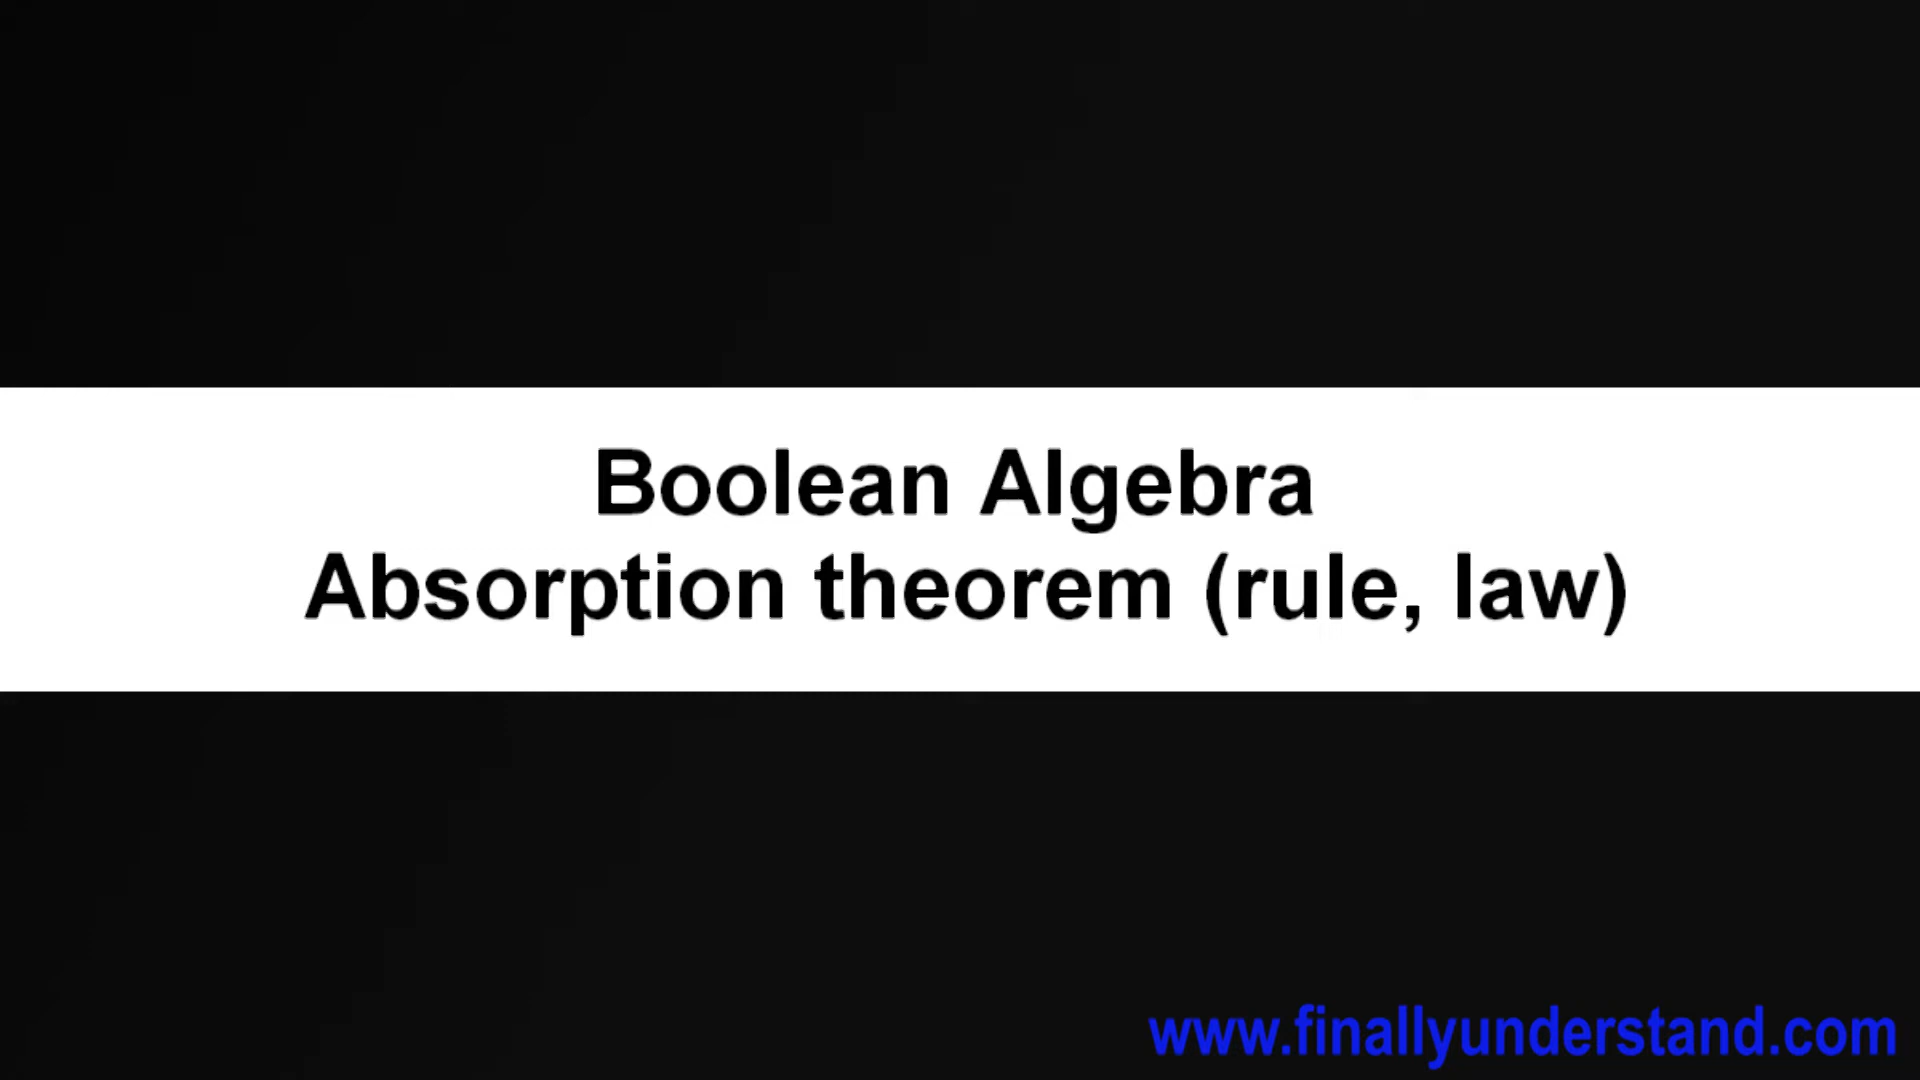 Boolean Algebra
Absorption theorem (rule, law)
www.finallyunderstand.com